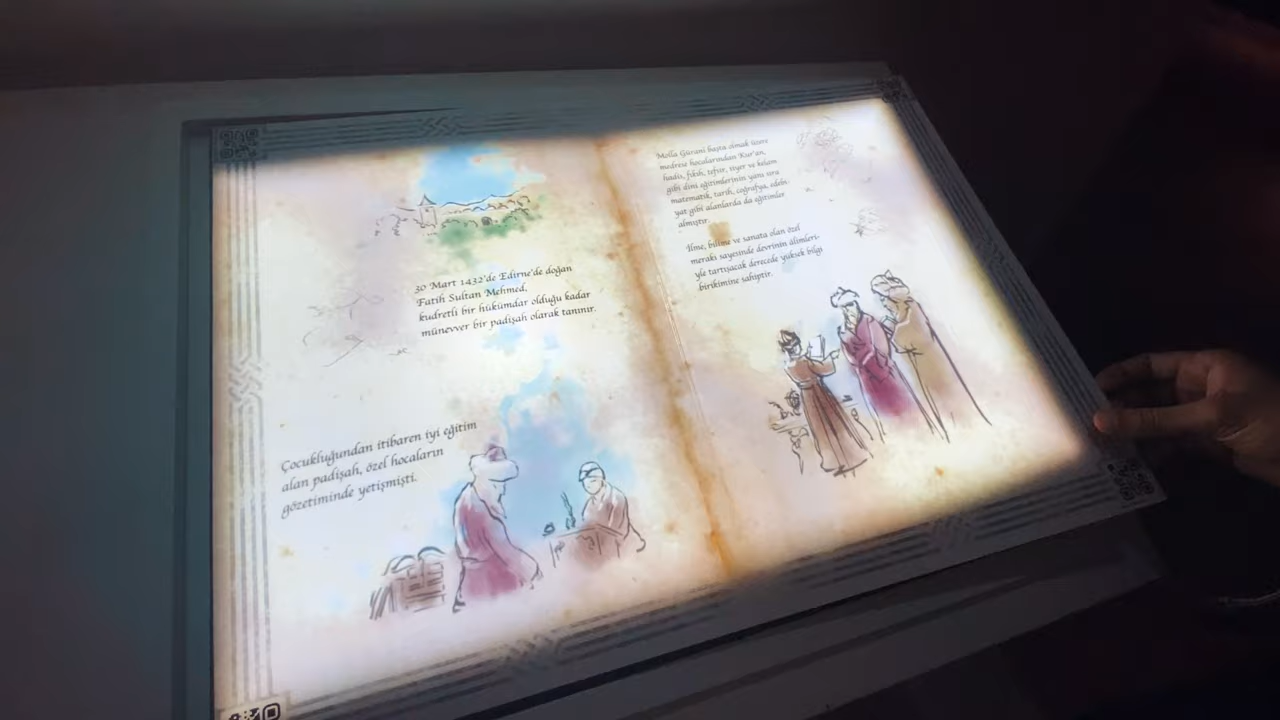 30 Mart 1432'de Edirne'de doğan
Fatih Sultan Mehmed,
kudretli bir hükümdar olduğu kadar
münevver bir padişah olarak tanınır.
Çocukluğundan itibaren iyi eğitim
alan padişah, özel hocaların
gözetiminde yetişmişti.
Molla Gürani başta olmak üzere
medrese hocalarından Kur'an,
hadis, fıkıh, tefsir, siyer ve kelam
gibi dini eğitimlerinin yanı sıra
matematik, tarih, coğrafya, edebi-
yat gibi alanlarda da eğitimler
almıştır.
İlme, bilime ve sanata olan özel
merakı sayesinde devrinin âlimleri-
yle tartışacak derecede yüksek bilgi
birikimine sahiptir.